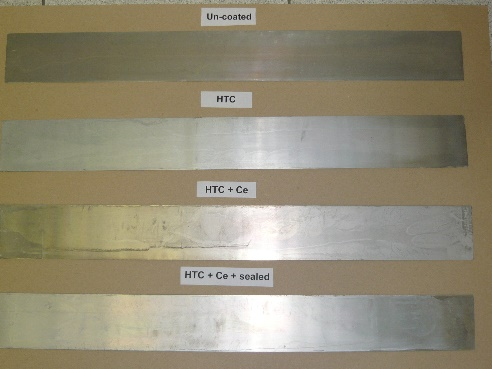 Un-coated
HTC
HTC + Ce
HTC + Ce + sealed